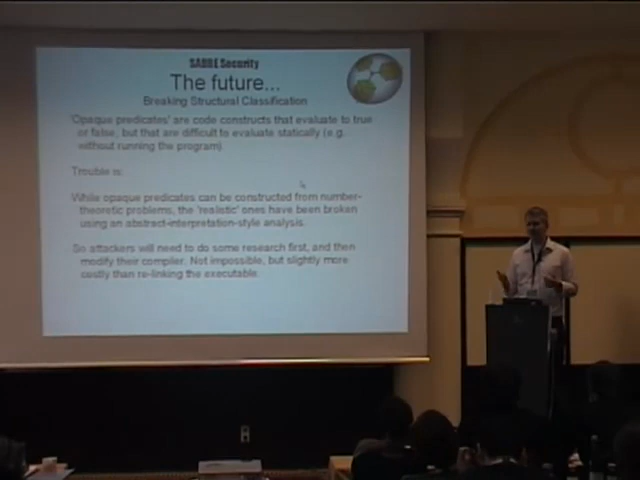 SABRE Security
The future...
Breaking Structural Classification
'Opaque predicates' are code constructs that evaluate to true
or false, but that are difficult to evaluate statically (e.g.
without running the program)
Trouble is:
While opaque predicates can be constructed from number-
theoretic problems, the 'realistic' ones have been broken
using an abstract-interpretation-style analysis.
So attackers will need to do some research first, and then
modify their compiler. Not impossible, but slightly more
costly than re-linking the executable.